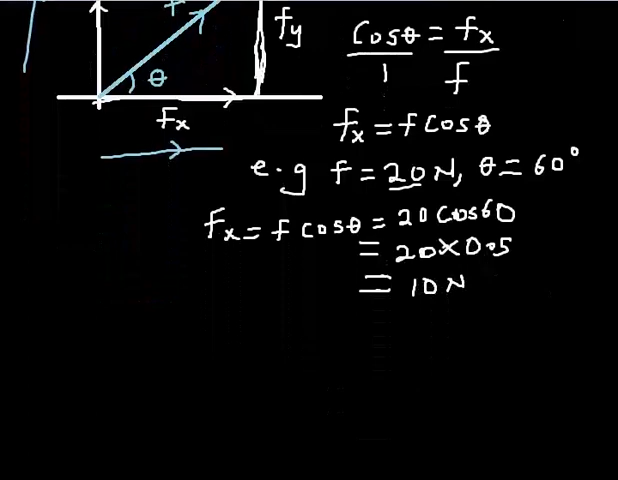 F
fy
θ
Fx
Cosθ = fx
1 f
fx = f Cosθ
e.g f = 20N, θ = 60°
fx = f cosθ = 20 Cos60
= 20×0.5
= 10N